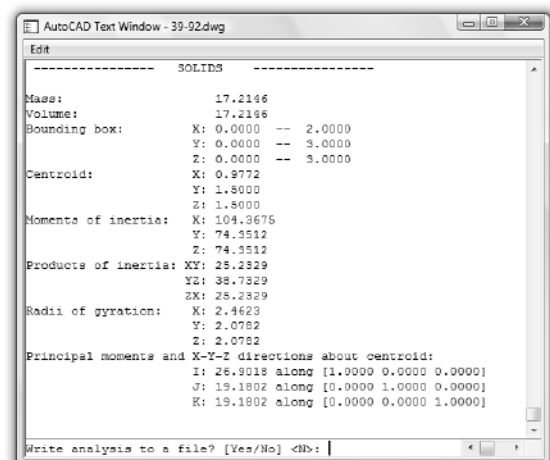 AutoCAD Text Window - 39-92.dwg
Edit
---------------- SOLIDS ----------------
Mass: 17.2146
Volume: 17.2146
Bounding box: X: 0.0000 -- 2.0000
Y: 0.0000 -- 3.0000
Z: 0.0000 -- 3.0000
Centroid: X: 0.9772
Y: 1.5000
Z: 1.5000
Moments of inertia: X: 104.3675
Y: 74.3512
Z: 74.3512
Products of inertia: XY: 25.2329
YZ: 38.7329
ZX: 25.2329
Radii of gyration: X: 2.4623
Y: 2.0782
Z: 2.0782
Principal moments and X-Y-Z directions about centroid:
I: 26.9018 along [1.0000 0.0000 0.0000]
J: 19.1802 along [0.0000 1.0000 0.0000]
K: 19.1802 along [0.0000 0.0000 1.0000]
Write analysis to a file? [Yes/No] <N>: